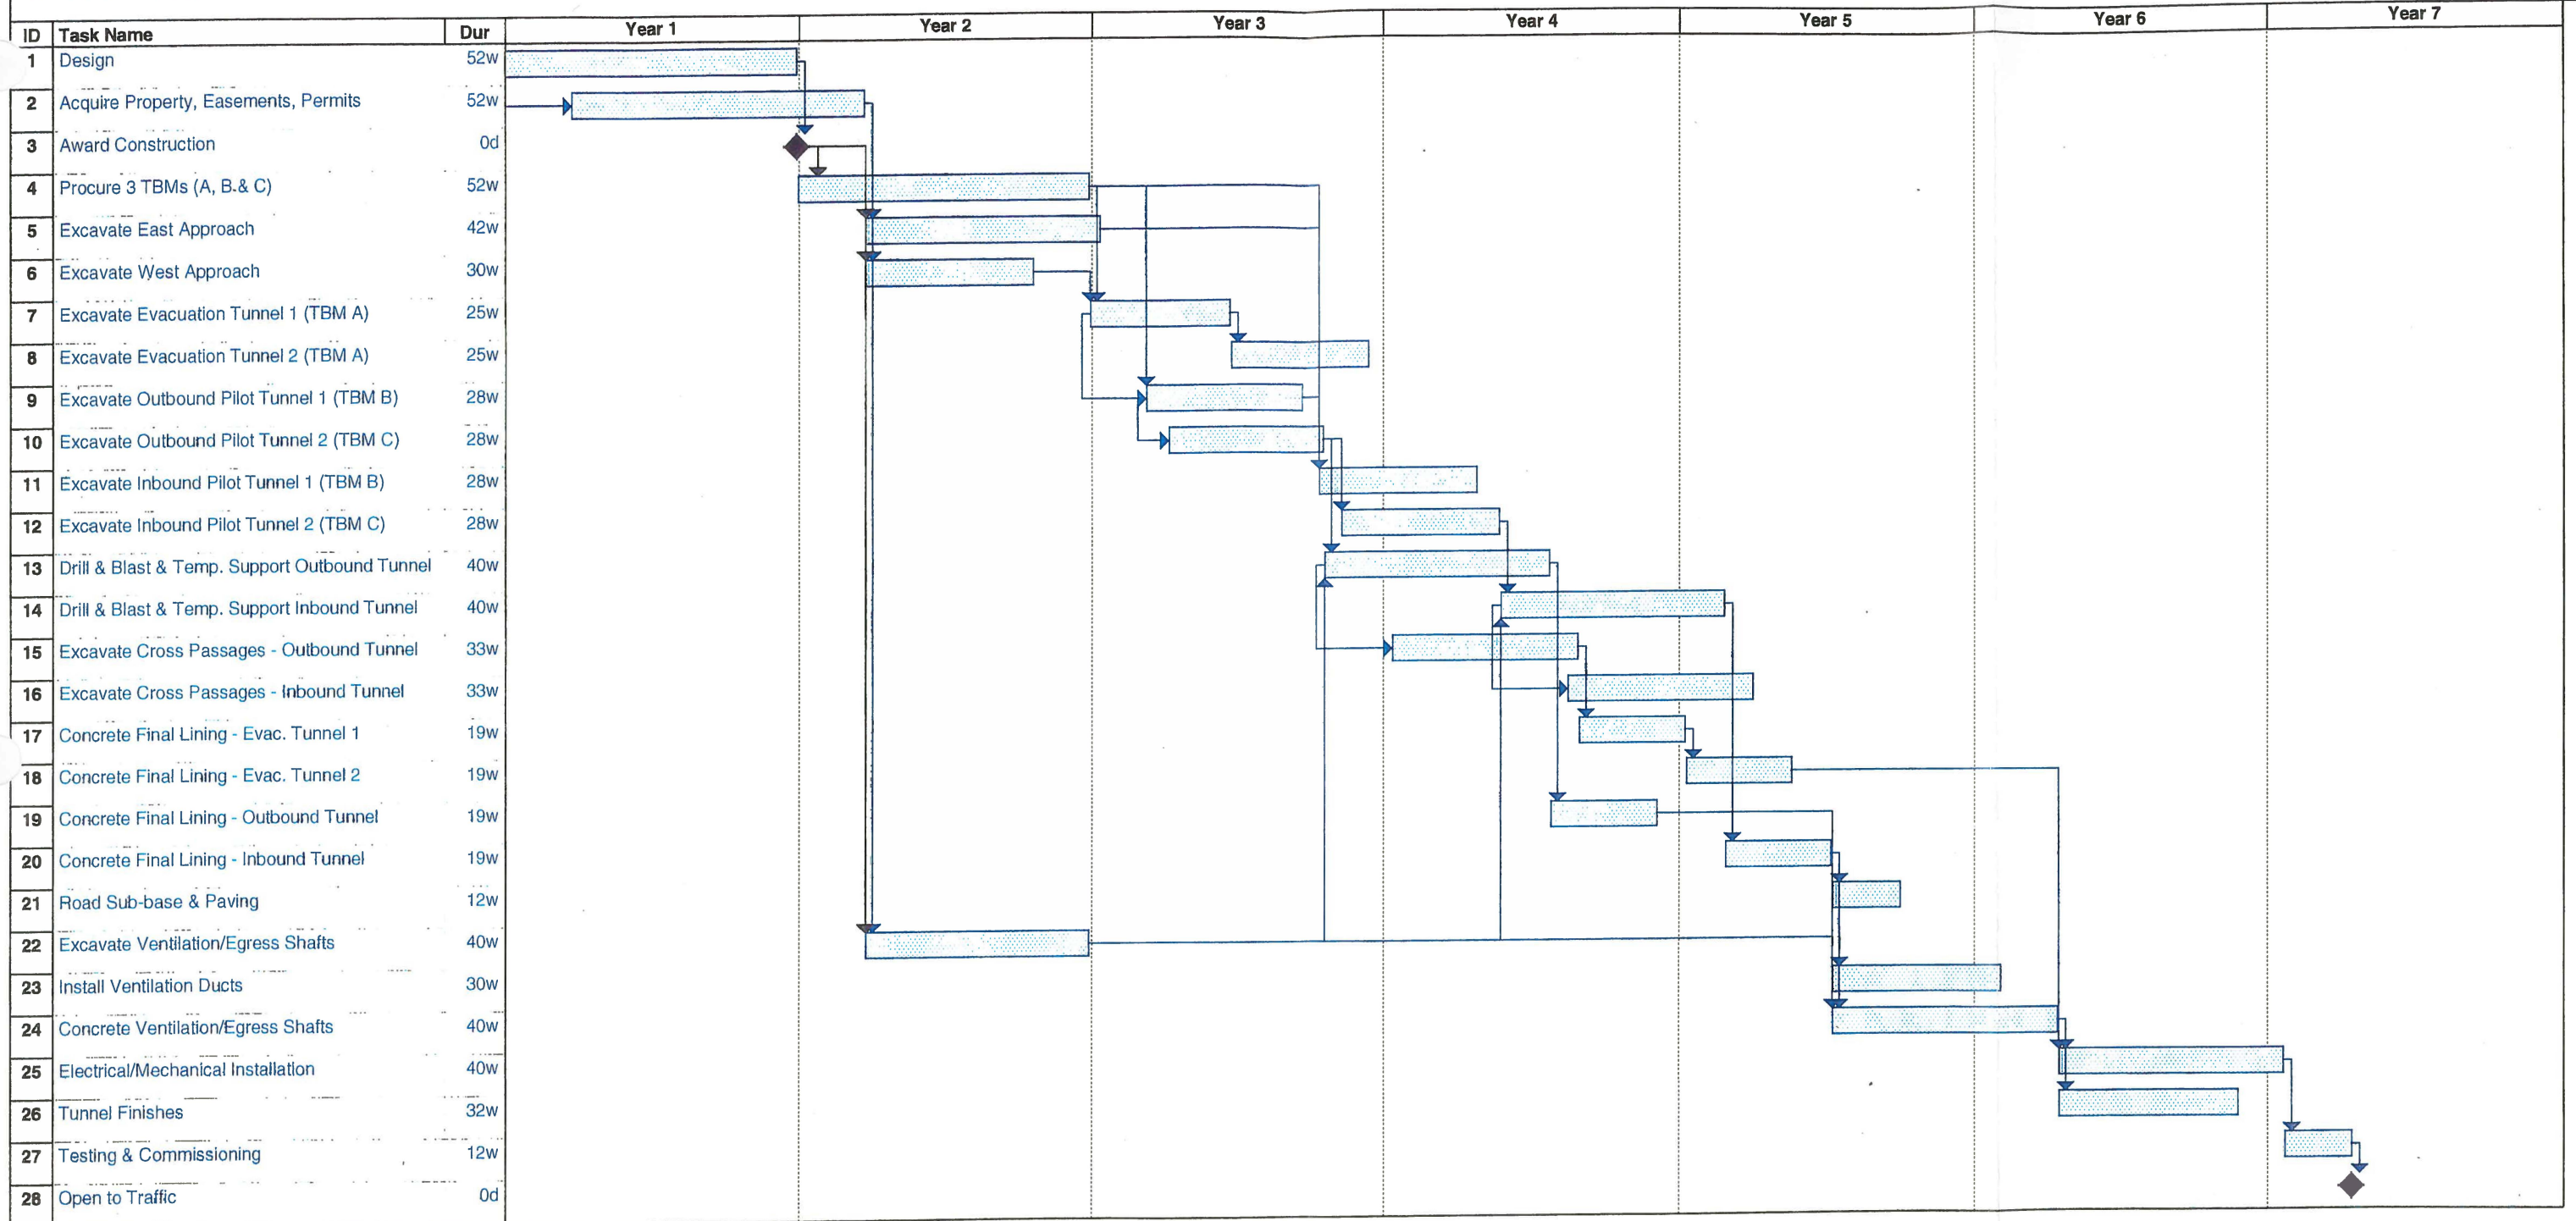 ID Task Name Dur Year 1 Year 2 Year 3 Year 4 Year 5 Year 6 Year 7
1 Design 52w
2 Acquire Property, Easements, Permits 52w
3 Award Construction 0d
4 Procure 3 TBMs (A, B & C) 52w
5 Excavate East Approach 42w
6 Excavate West Approach 30w
7 Excavate Evacuation Tunnel 1 (TBM A) 25w
8 Excavate Evacuation Tunnel 2 (TBM A) 25w
9 Excavate Outbound Pilot Tunnel 1 (TBM B) 28w
10 Excavate Outbound Pilot Tunnel 2 (TBM C) 28w
11 Excavate Inbound Pilot Tunnel 1 (TBM B) 28w
12 Excavate Inbound Pilot Tunnel 2 (TBM C) 28w
13 Drill & Blast & Temp. Support Outbound Tunnel 40w
14 Drill & Blast & Temp. Support Inbound Tunnel 40w
15 Excavate Cross Passages - Outbound Tunnel 33w
16 Excavate Cross Passages - Inbound Tunnel 33w
17 Concrete Final Lining - Evac. Tunnel 1 19w
18 Concrete Final Lining - Evac. Tunnel 2 19w
19 Concrete Final Lining - Outbound Tunnel 19w
20 Concrete Final Lining - Inbound Tunnel 19w
21 Road Sub-base & Paving 12w
22 Excavate Ventilation/Egress Shafts 40w
23 Install Ventilation Ducts 30w
24 Concrete Ventilation/Egress Shafts 40w
25 Electrical/Mechanical Installation 40w
26 Tunnel Finishes 32w
27 Testing & Commissioning 12w
28 Open to Traffic 0d